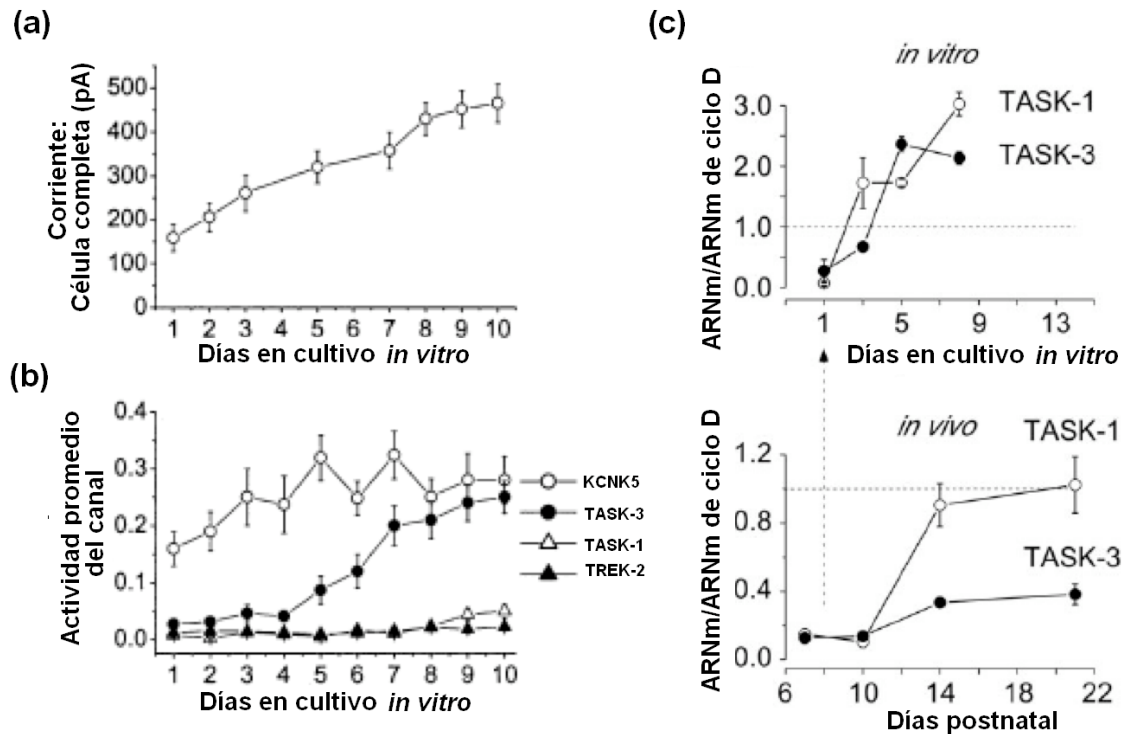 (a)
Corriente:
Célula completa (pA)
500
400
300
200
100
0
1 2 3 5 6 7 8 9 10
Días en cultivo in vitro
(b)
Actividad promedio
del canal
0.4
0.3
0.2
0.1
0.0
KCNK5
TASK-3
TASK-1
TREK-2
1 2 3 4 5 6 7 8 9 10
Días en cultivo in vitro
(c)
in vitro
ARNm/ARNm de ciclo D
3.0
2.0
1.0
0.0
TASK-1
TASK-3
1 5 9 13
Días en cultivo in vitro
in vivo
ARNm/ARNm de ciclo D
1.2
0.8
0.4
0.0
TASK-1
TASK-3
6 10 14 18 22
Días postnatal